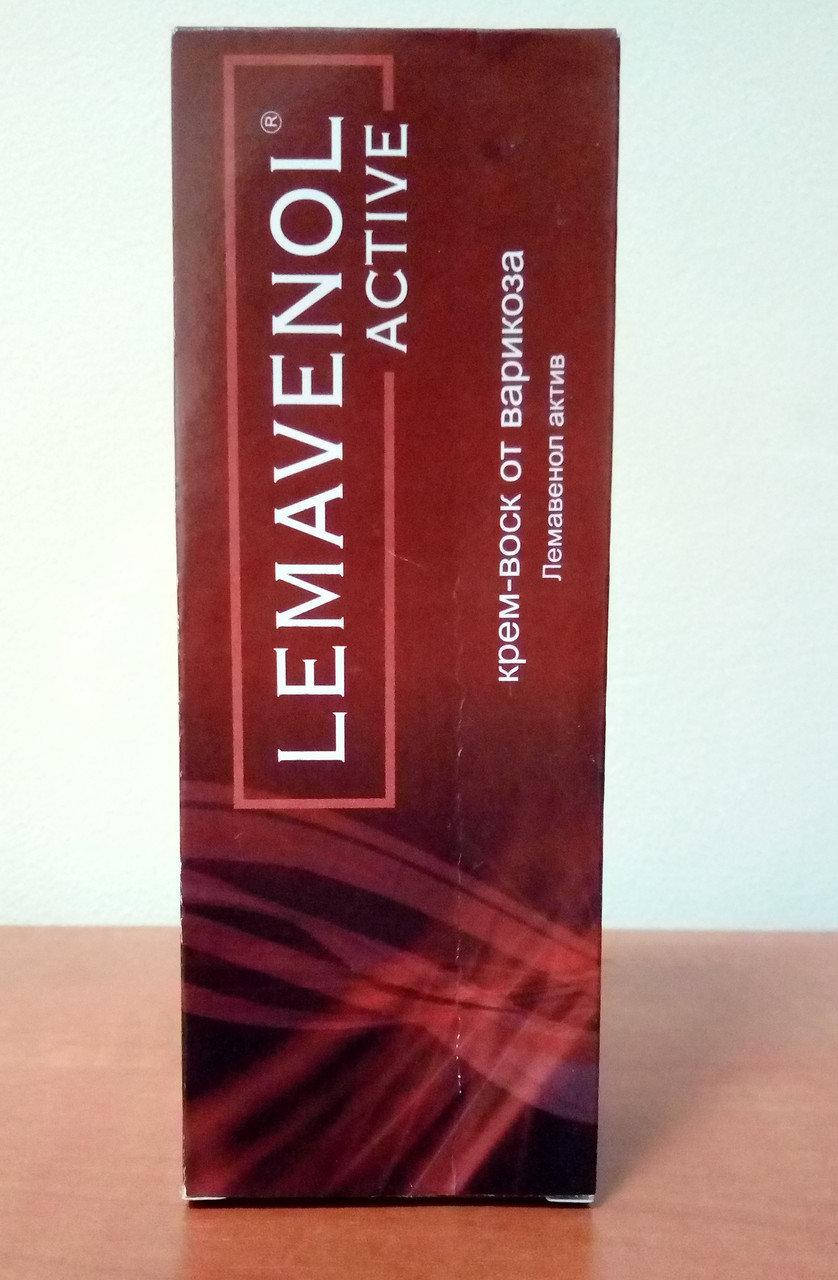 LEMAVENOL®
ACTIVE
крем-воск от варикоза
Лемавенол актив